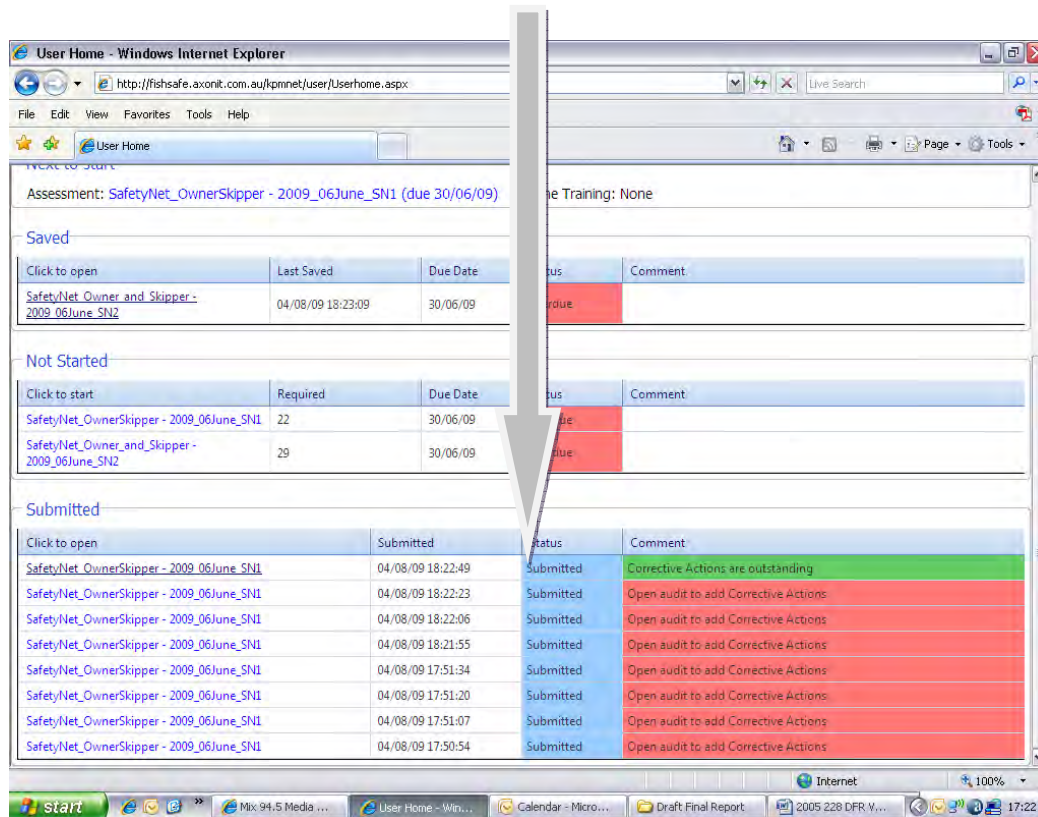 User Home - Windows Internet Explorer
http://fishsafe.axonit.com.au/kpmnet/user/Userhome.aspx
Live Search
File Edit View Favorites Tools Help
User Home
Page
Tools
Next to Start
Assessment: SafetyNet_OwnerSkipper - 2009_06June_SN1 (due 30/06/09) Training: None
Saved
Click to open Last Saved Due Date Comment
SafetyNet_Owner_and_Skipper - 2009_06June_SN2 04/08/09 18:23:09 30/06/09
Not Started
Click to start Required Due Date Comment
SafetyNet_OwnerSkipper - 2009_06June_SN1 22 30/06/09
SafetyNet_Owner_and_Skipper - 2009_06June_SN2 29 30/06/09
Submitted
Click to open Submitted Status Comment
SafetyNet_OwnerSkipper - 2009_06June_SN1 04/08/09 18:22:49 Submitted Corrective Actions are outstanding
SafetyNet_OwnerSkipper - 2009_06June_SN1 04/08/09 18:22:23 Submitted Open audit to add Corrective Actions
SafetyNet_OwnerSkipper - 2009_06June_SN1 04/08/09 18:22:06 Submitted Open audit to add Corrective Actions
SafetyNet_OwnerSkipper - 2009_06June_SN1 04/08/09 18:21:55 Submitted Open audit to add Corrective Actions
SafetyNet_OwnerSkipper - 2009_06June_SN1 04/08/09 17:51:34 Submitted Open audit to add Corrective Actions
SafetyNet_OwnerSkipper - 2009_06June_SN1 04/08/09 17:51:20 Submitted Open audit to add Corrective Actions
SafetyNet_OwnerSkipper - 2009_06June_SN1 04/08/09 17:51:07 Submitted Open audit to add Corrective Actions
SafetyNet_OwnerSkipper - 2009_06June_SN1 04/08/09 17:50:54 Submitted Open audit to add Corrective Actions
Internet 100%
start Mix 94.5 Media ... User Home - Win... Calendar - Micro... Draft Final Report 2005 228 DFR V... 17:22